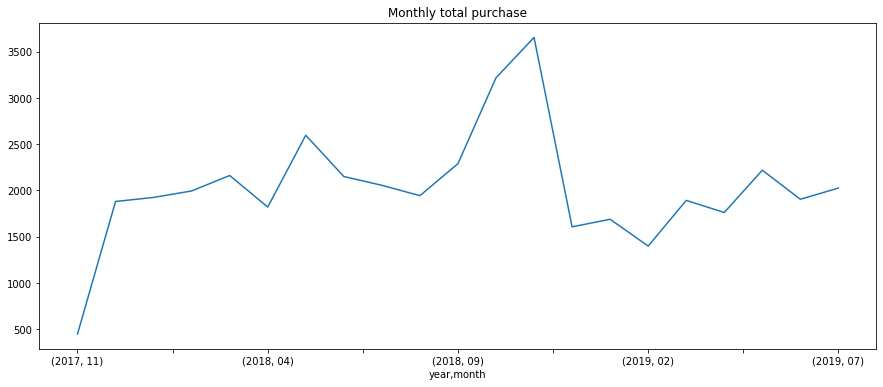 Monthly total purchase
3500
3000
2500
2000
1500
1000
500
(2017, 11) (2018, 04) (2018, 09) (2019, 02) (2019, 07)
year,month